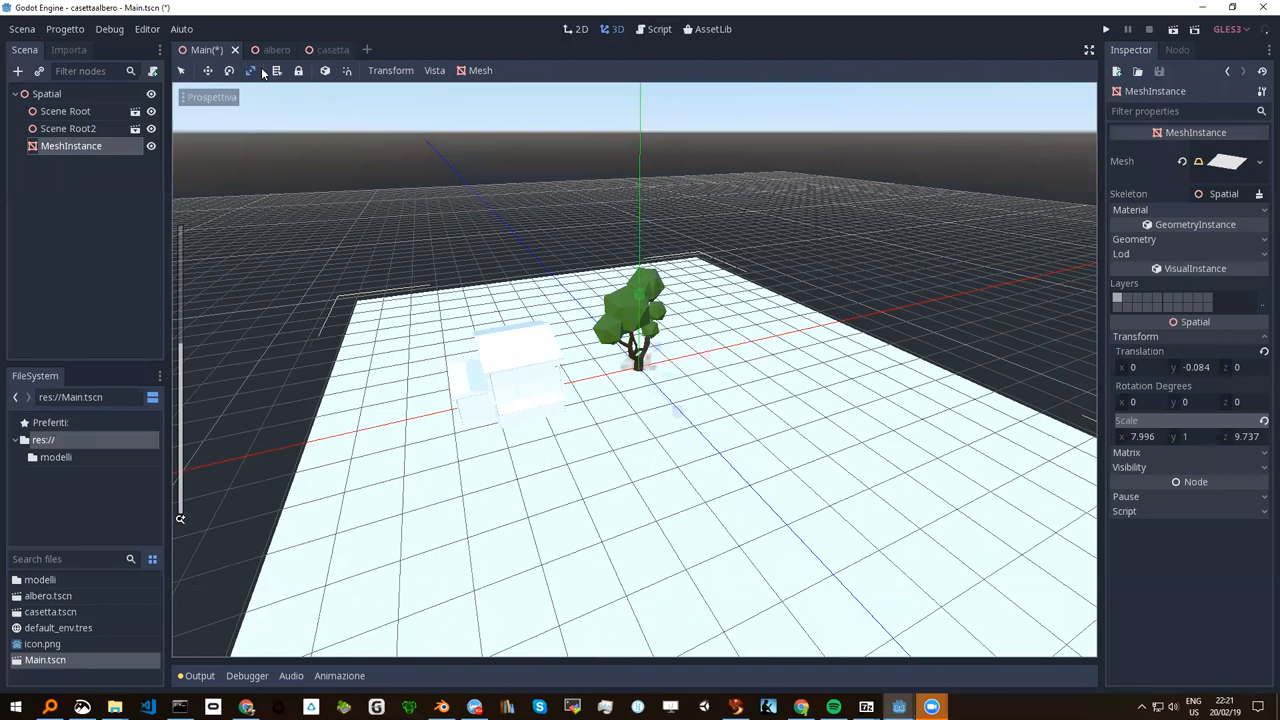 Godot Engine - casettaalbero - Main.tscn (*)
Scena Progetto Debug Editor Aiuto
2D 3D Script AssetLib
GLES3
Scena Importa
Main(*) albero casetta
Inspector Nodo
Filter nodes
Transform Vista Mesh
Spatial
Scene Root
Scene Root2
MeshInstance
Prospettiva
MeshInstance
Filter properties
MeshInstance
Mesh
Skeleton Spatial
Material
GeometryInstance
Geometry
Lod
VisualInstance
Layers
Spatial
Transform
Translation
x 0 y -0.084 z 0
Rotation Degrees
x 0 y 0 z 0
Scale
x 7.996 y 1 z 9.737
Matrix
Visibility
Node
Pause
Script
FileSystem
res://Main.tscn
Preferiti:
res://
modelli
Search files
modelli
albero.tscn
casetta.tscn
default_env.tres
icon.png
Main.tscn
Output Debugger Audio Animazione
ENG 22:21
US 20/02/19